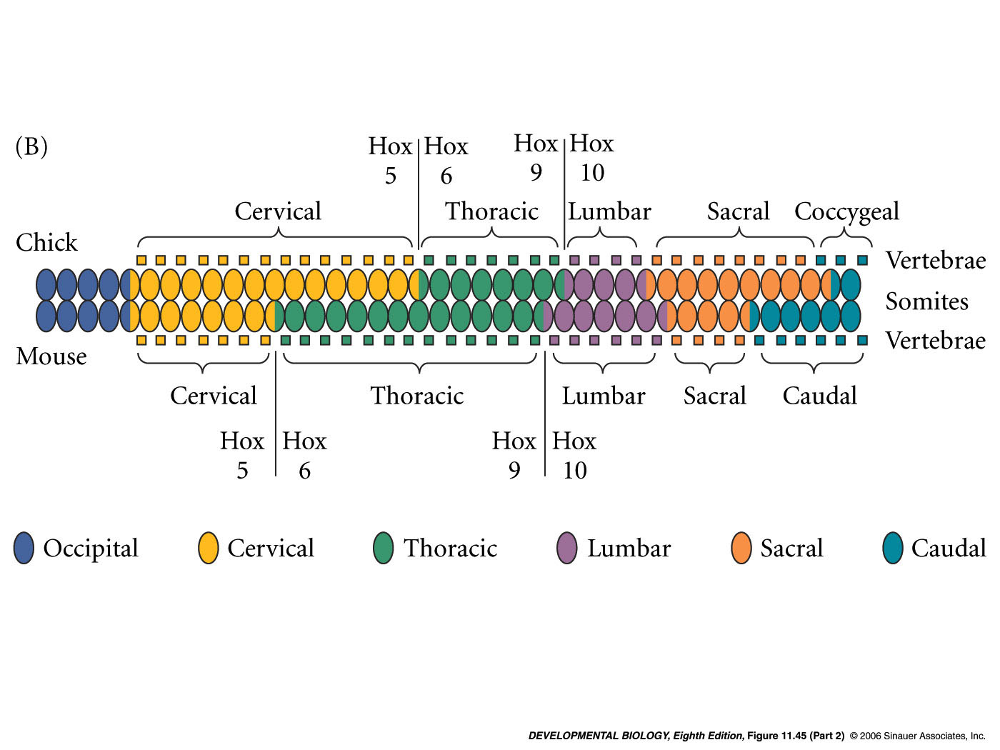 (B)
Hox Hox Hox Hox
5 6 9 10
Cervical Thoracic Lumbar Sacral Coccygeal
Chick
Vertebrae
Somites
Vertebrae
Mouse
Cervical Thoracic Lumbar Sacral Caudal
Hox Hox Hox Hox
5 6 9 10
Occipital Cervical Thoracic Lumbar Sacral Caudal
DEVELOPMENTAL BIOLOGY, Eighth Edition, Figure 11.45 (Part 2) © 2006 Sinauer Associates, Inc.